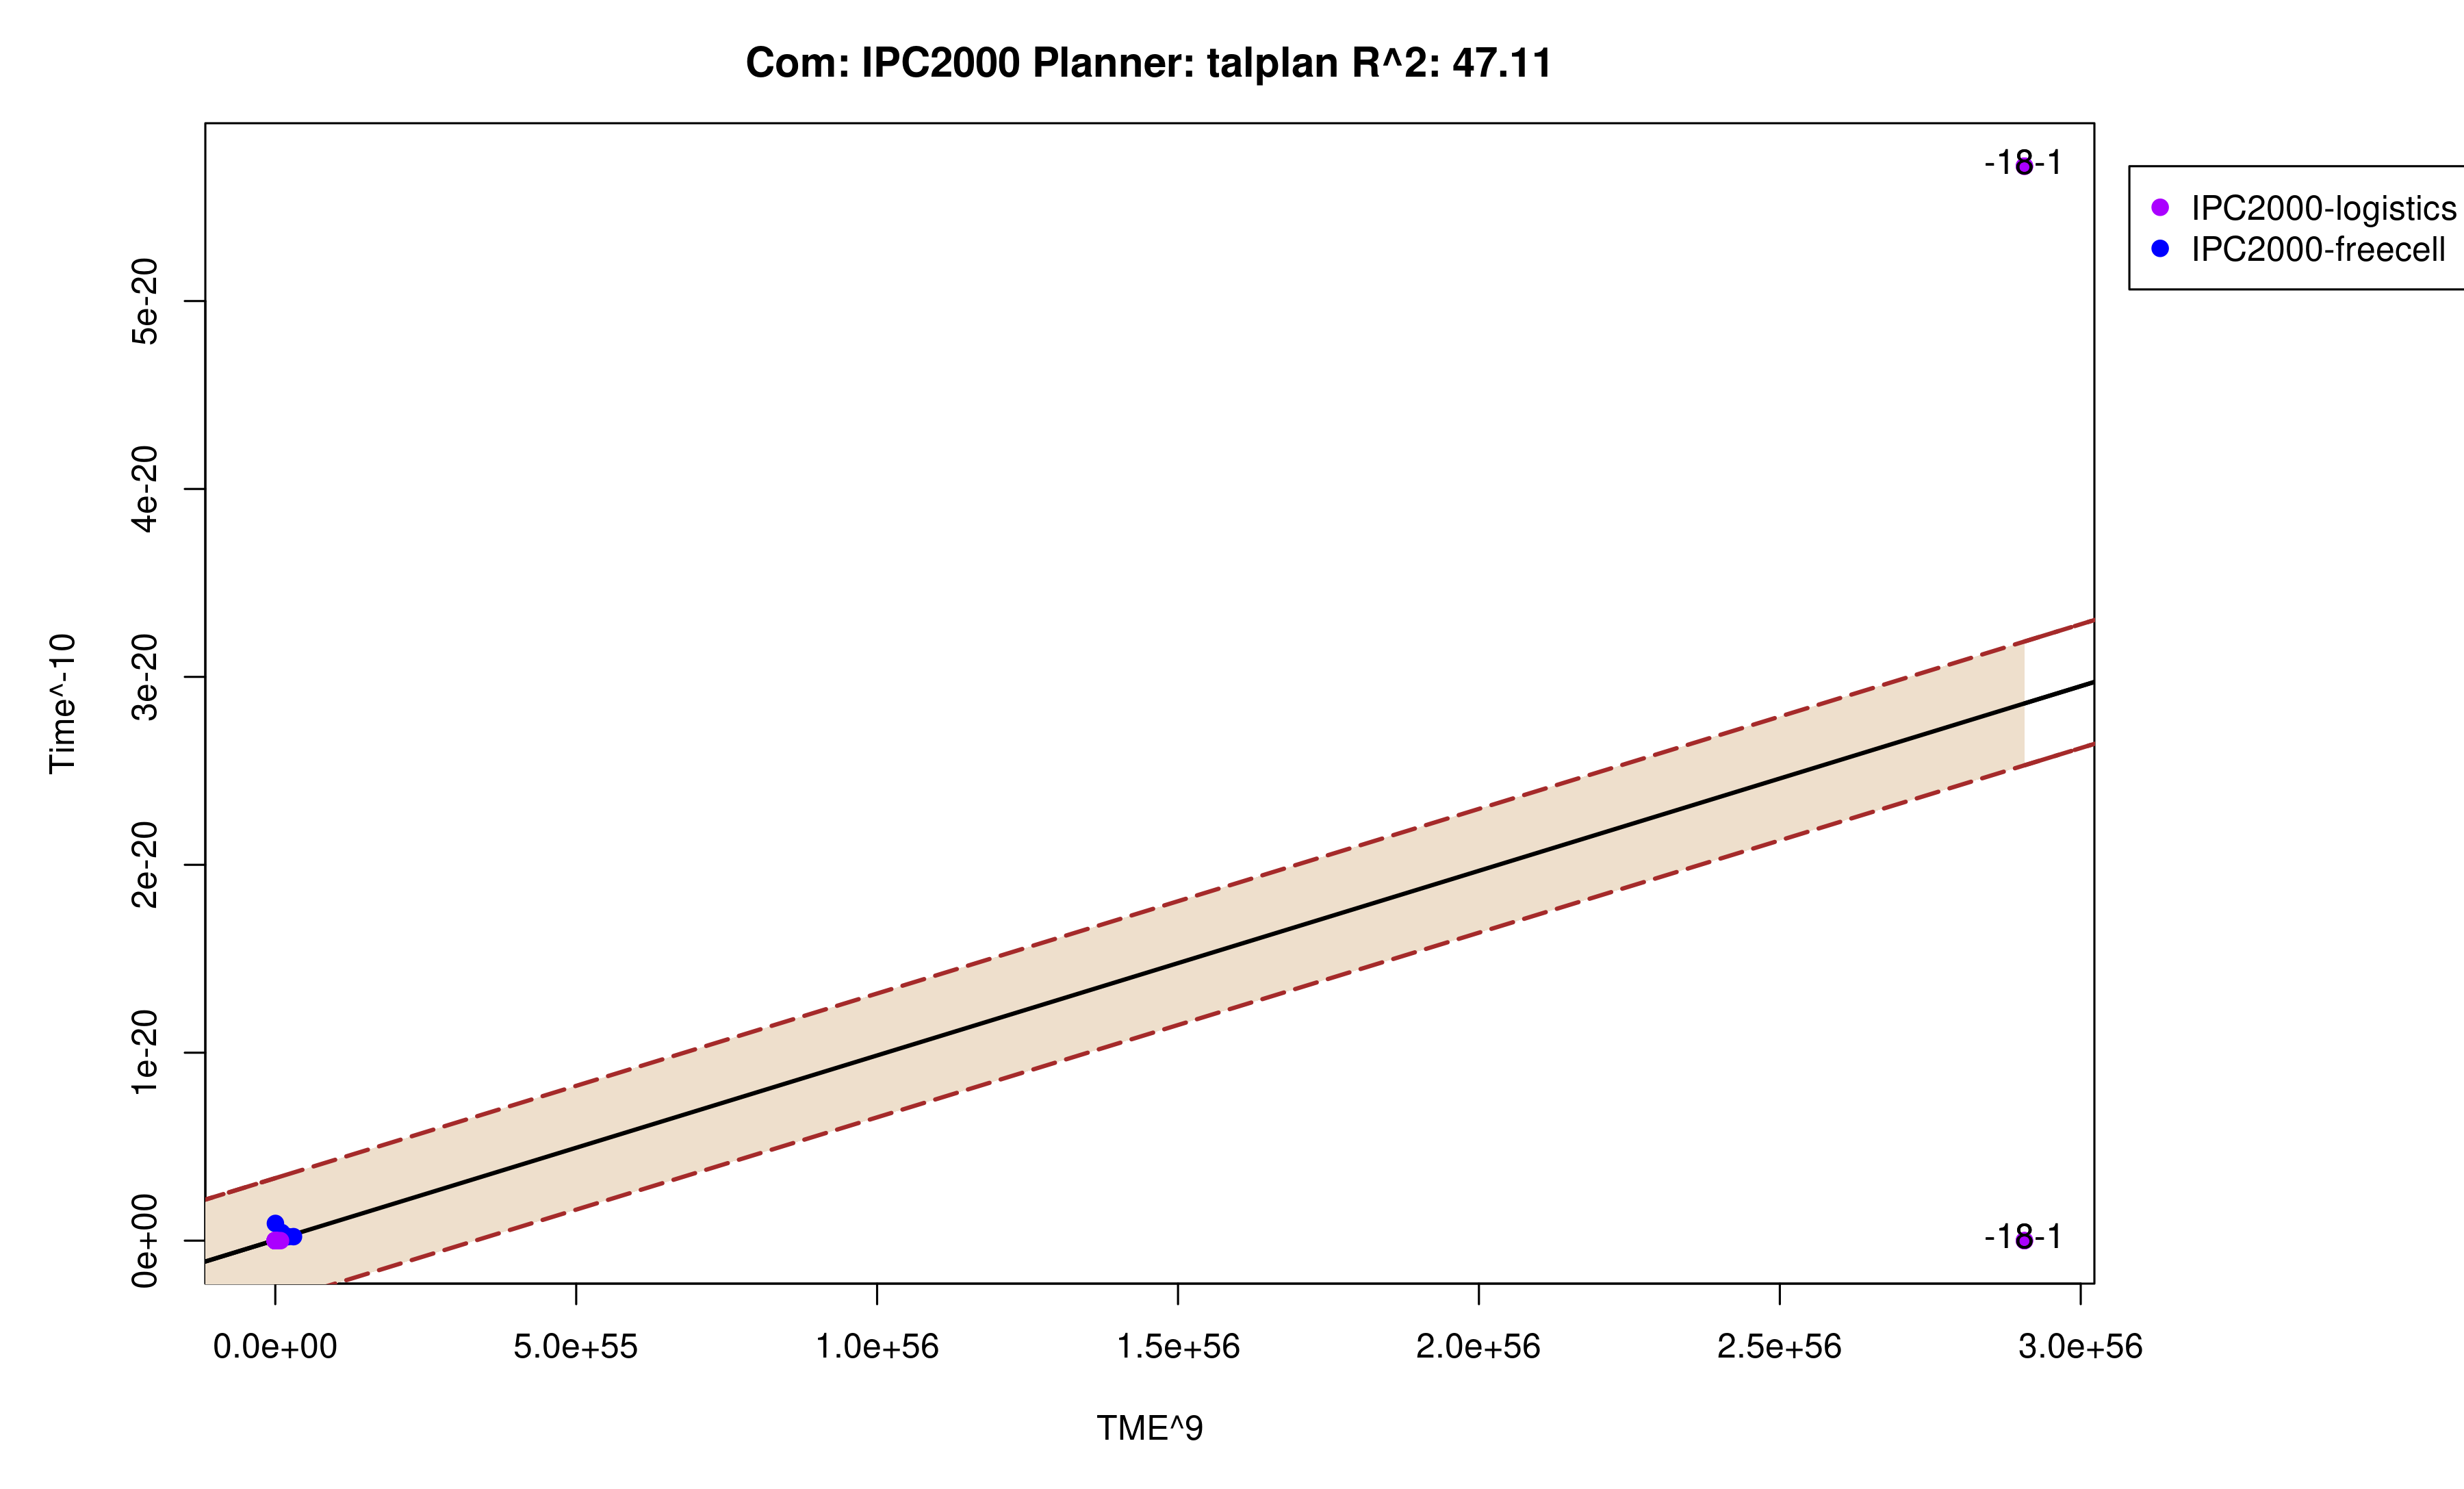 Com: IPC2000 Planner: talplan R^2: 47.11
-18-1
IPC2000-logistics
IPC2000-freecell
5e-20
4e-20
3e-20
2e-20
1e-20
0e+00
Time^-10
-18-1
0.0e+00 5.0e+55 1.0e+56 1.5e+56 2.0e+56 2.5e+56 3.0e+56
TME^9